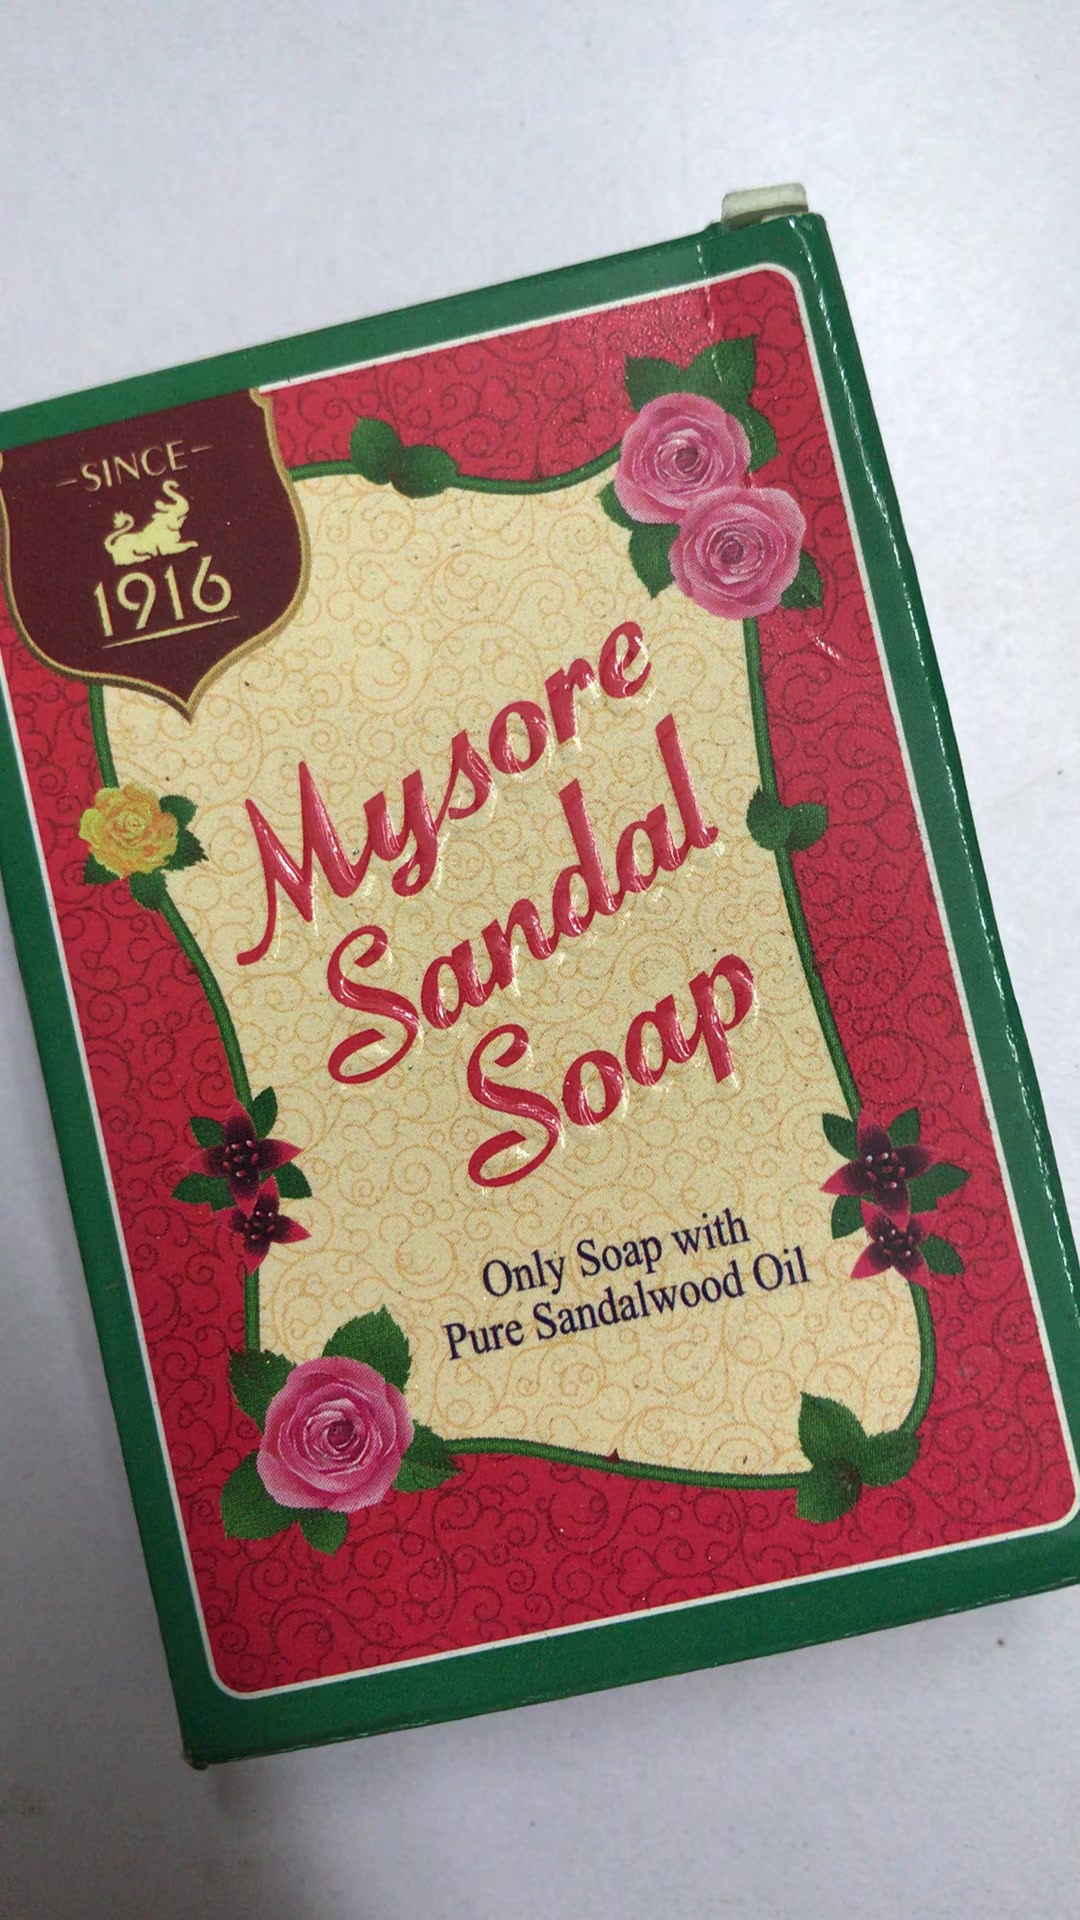 -SINCE-
1916
Mysore
Sandal
Soap
Only Soap with
Pure Sandalwood Oil